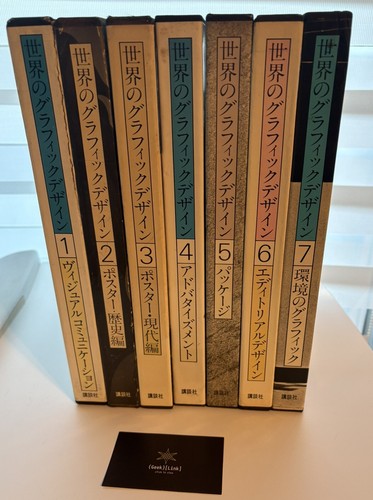 世界のグラフィックデザイン 1 ヴィジュアルコミュニケーション 講談社
世界のグラフィックデザイン 2 ポスター・歴史編 講談社
世界のグラフィックデザイン 3 ポスター・現代編 講談社
世界のグラフィックデザイン 4 アドバタイズメント 講談社
世界のグラフィックデザイン 5 パッケージ 講談社
世界のグラフィックデザイン 6 エディトリアルデザイン 講談社
世界のグラフィックデザイン 7 環境のグラフィック 講談社
(Geek)[Link]